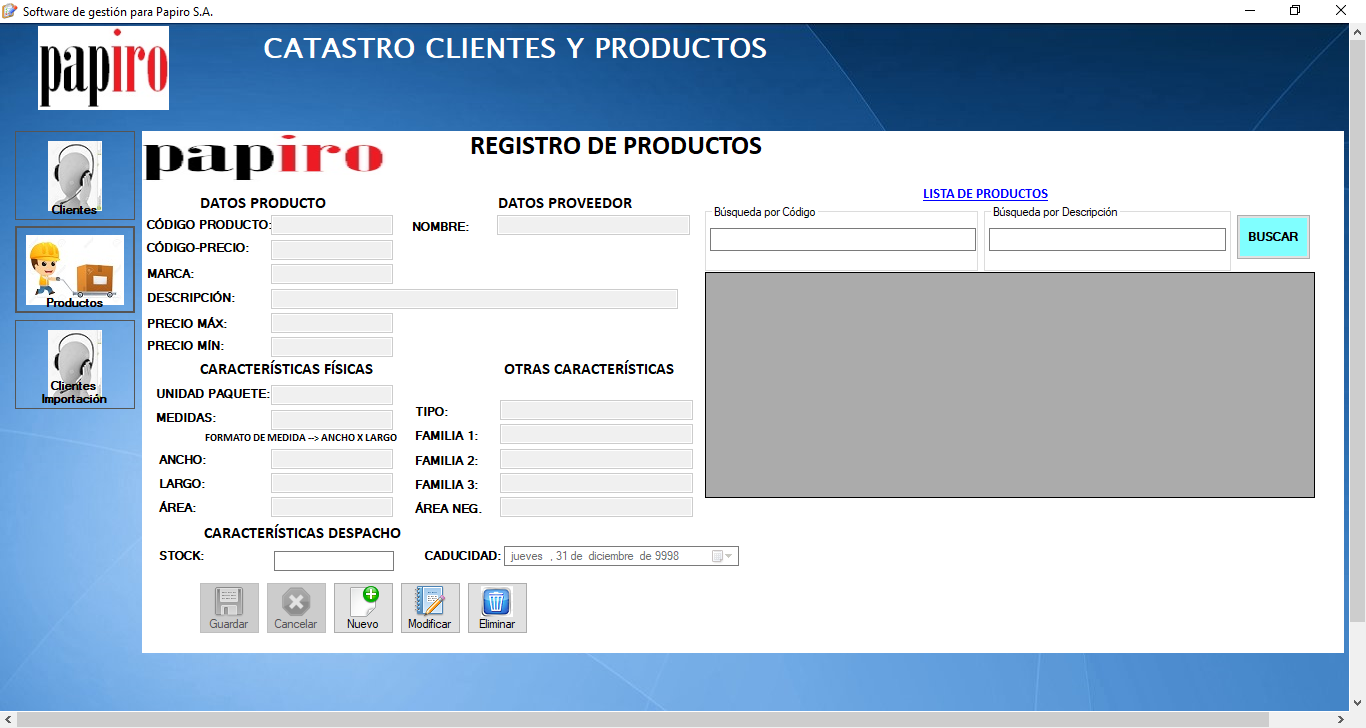 Software de gestión para Papiro S.A.
papiro
CATASTRO CLIENTES Y PRODUCTOS
Clientes
Productos
Clientes
Importación
papiro
REGISTRO DE PRODUCTOS
DATOS PRODUCTO
DATOS PROVEEDOR
CÓDIGO PRODUCTO:
NOMBRE:
CÓDIGO-PRECIO:
MARCA:
DESCRIPCIÓN:
PRECIO MÁX:
PRECIO MÍN:
LISTA DE PRODUCTOS
Búsqueda por Código
Búsqueda por Descripción
BUSCAR
CARACTERÍSTICAS FÍSICAS
OTRAS CARACTERÍSTICAS
UNIDAD PAQUETE:
MEDIDAS:
FORMATO DE MEDIDA --> ANCHO X LARGO
ANCHO:
LARGO:
ÁREA:
TIPO:
FAMILIA 1:
FAMILIA 2:
FAMILIA 3:
ÁREA NEG.
CARACTERÍSTICAS DESPACHO
STOCK:
CADUCIDAD:
jueves , 31 de diciembre de 9998
Guardar
Cancelar
Nuevo
Modificar
Eliminar